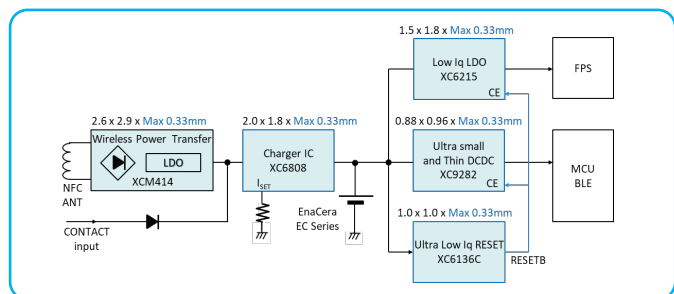 1.5 x 1.8 x Max 0.33mm
Low Iq LDO
XC6215
CE
FPS
2.6 x 2.9 x Max 0.33mm
Wireless Power Transfer
LDO
XCM414
NFC
ANT
CONTACT
input
2.0 x 1.8 x Max 0.33mm
Charger IC
XC6808
ISET
EnaCera
EC Series
0.88 x 0.96 x Max 0.33mm
Ultra small
and Thin DCDC
XC9282
CE
MCU
BLE
1.0 x 1.0 x Max 0.33mm
Ultra Low Iq RESET
XC6136C
RESETB